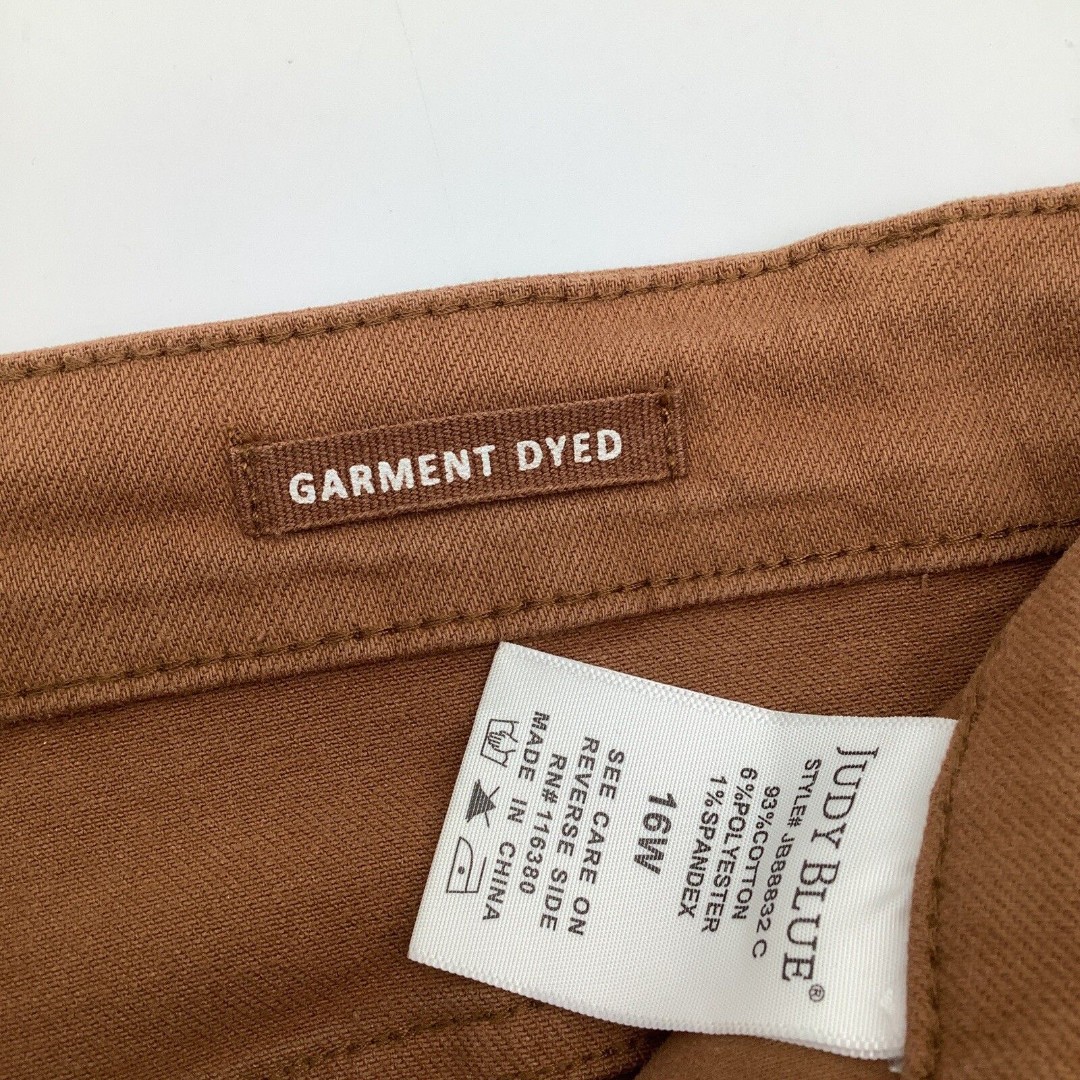 GARMENT DYED
JUDY BLUE®
STYLE# JB88832 C
93%COTTON
6%POLYESTER
1%SPANDEX
16W
SEE CARE ON
REVERSE SIDE
RN#116380
MADE IN CHINA